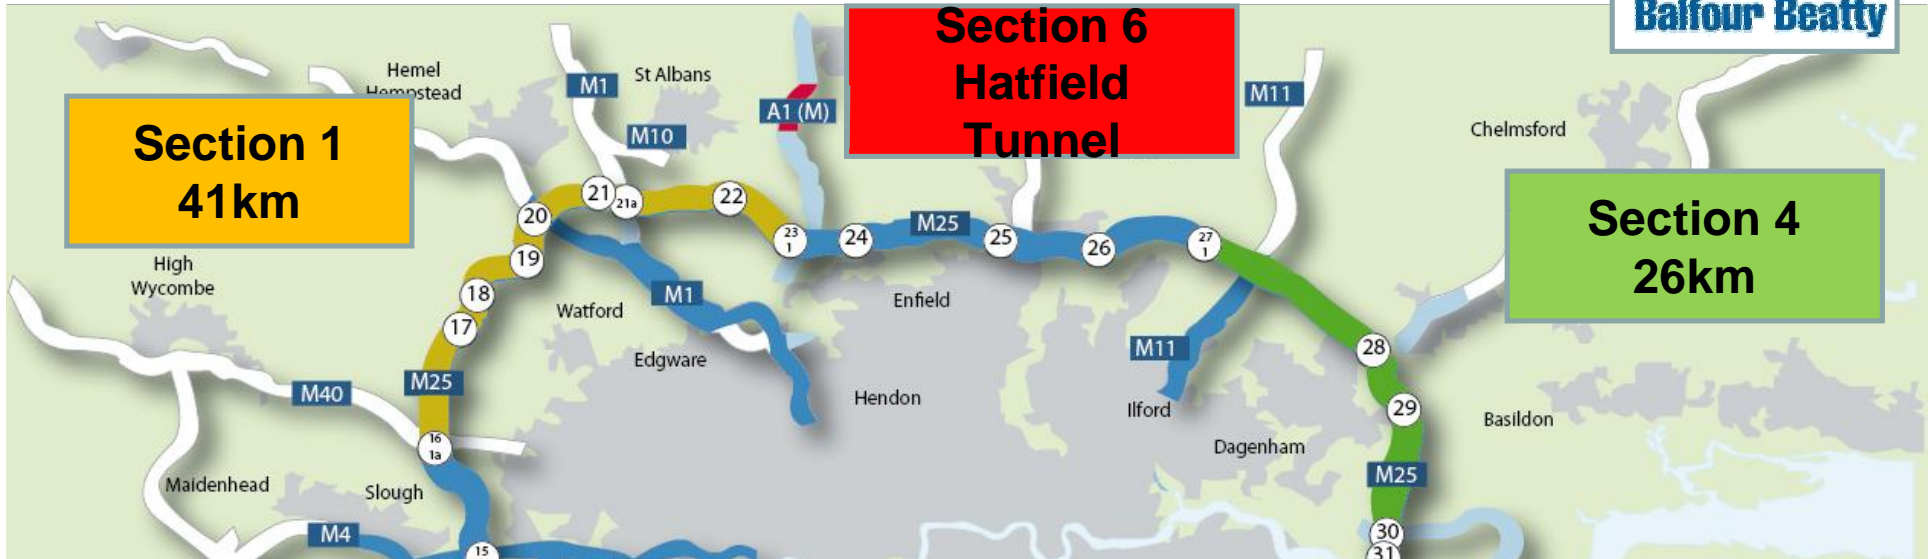 Balfour Beatty
Section 6
Hatfield
Tunnel
Section 1
41km
Section 4
26km
Hemel
Hempstead
M1
St Albans
M10
A1 (M)
M11
Chelmsford
21
21a
22
20
23
1
24
M25
25
26
27
1
19
18
17
High
Wycombe
Watford
M1
Enfield
Edgware
M11
28
M25
M40
Hendon
Ilford
29
Basildon
16
1a
Dagenham
Maidenhead
Slough
M25
M4
15
30
31